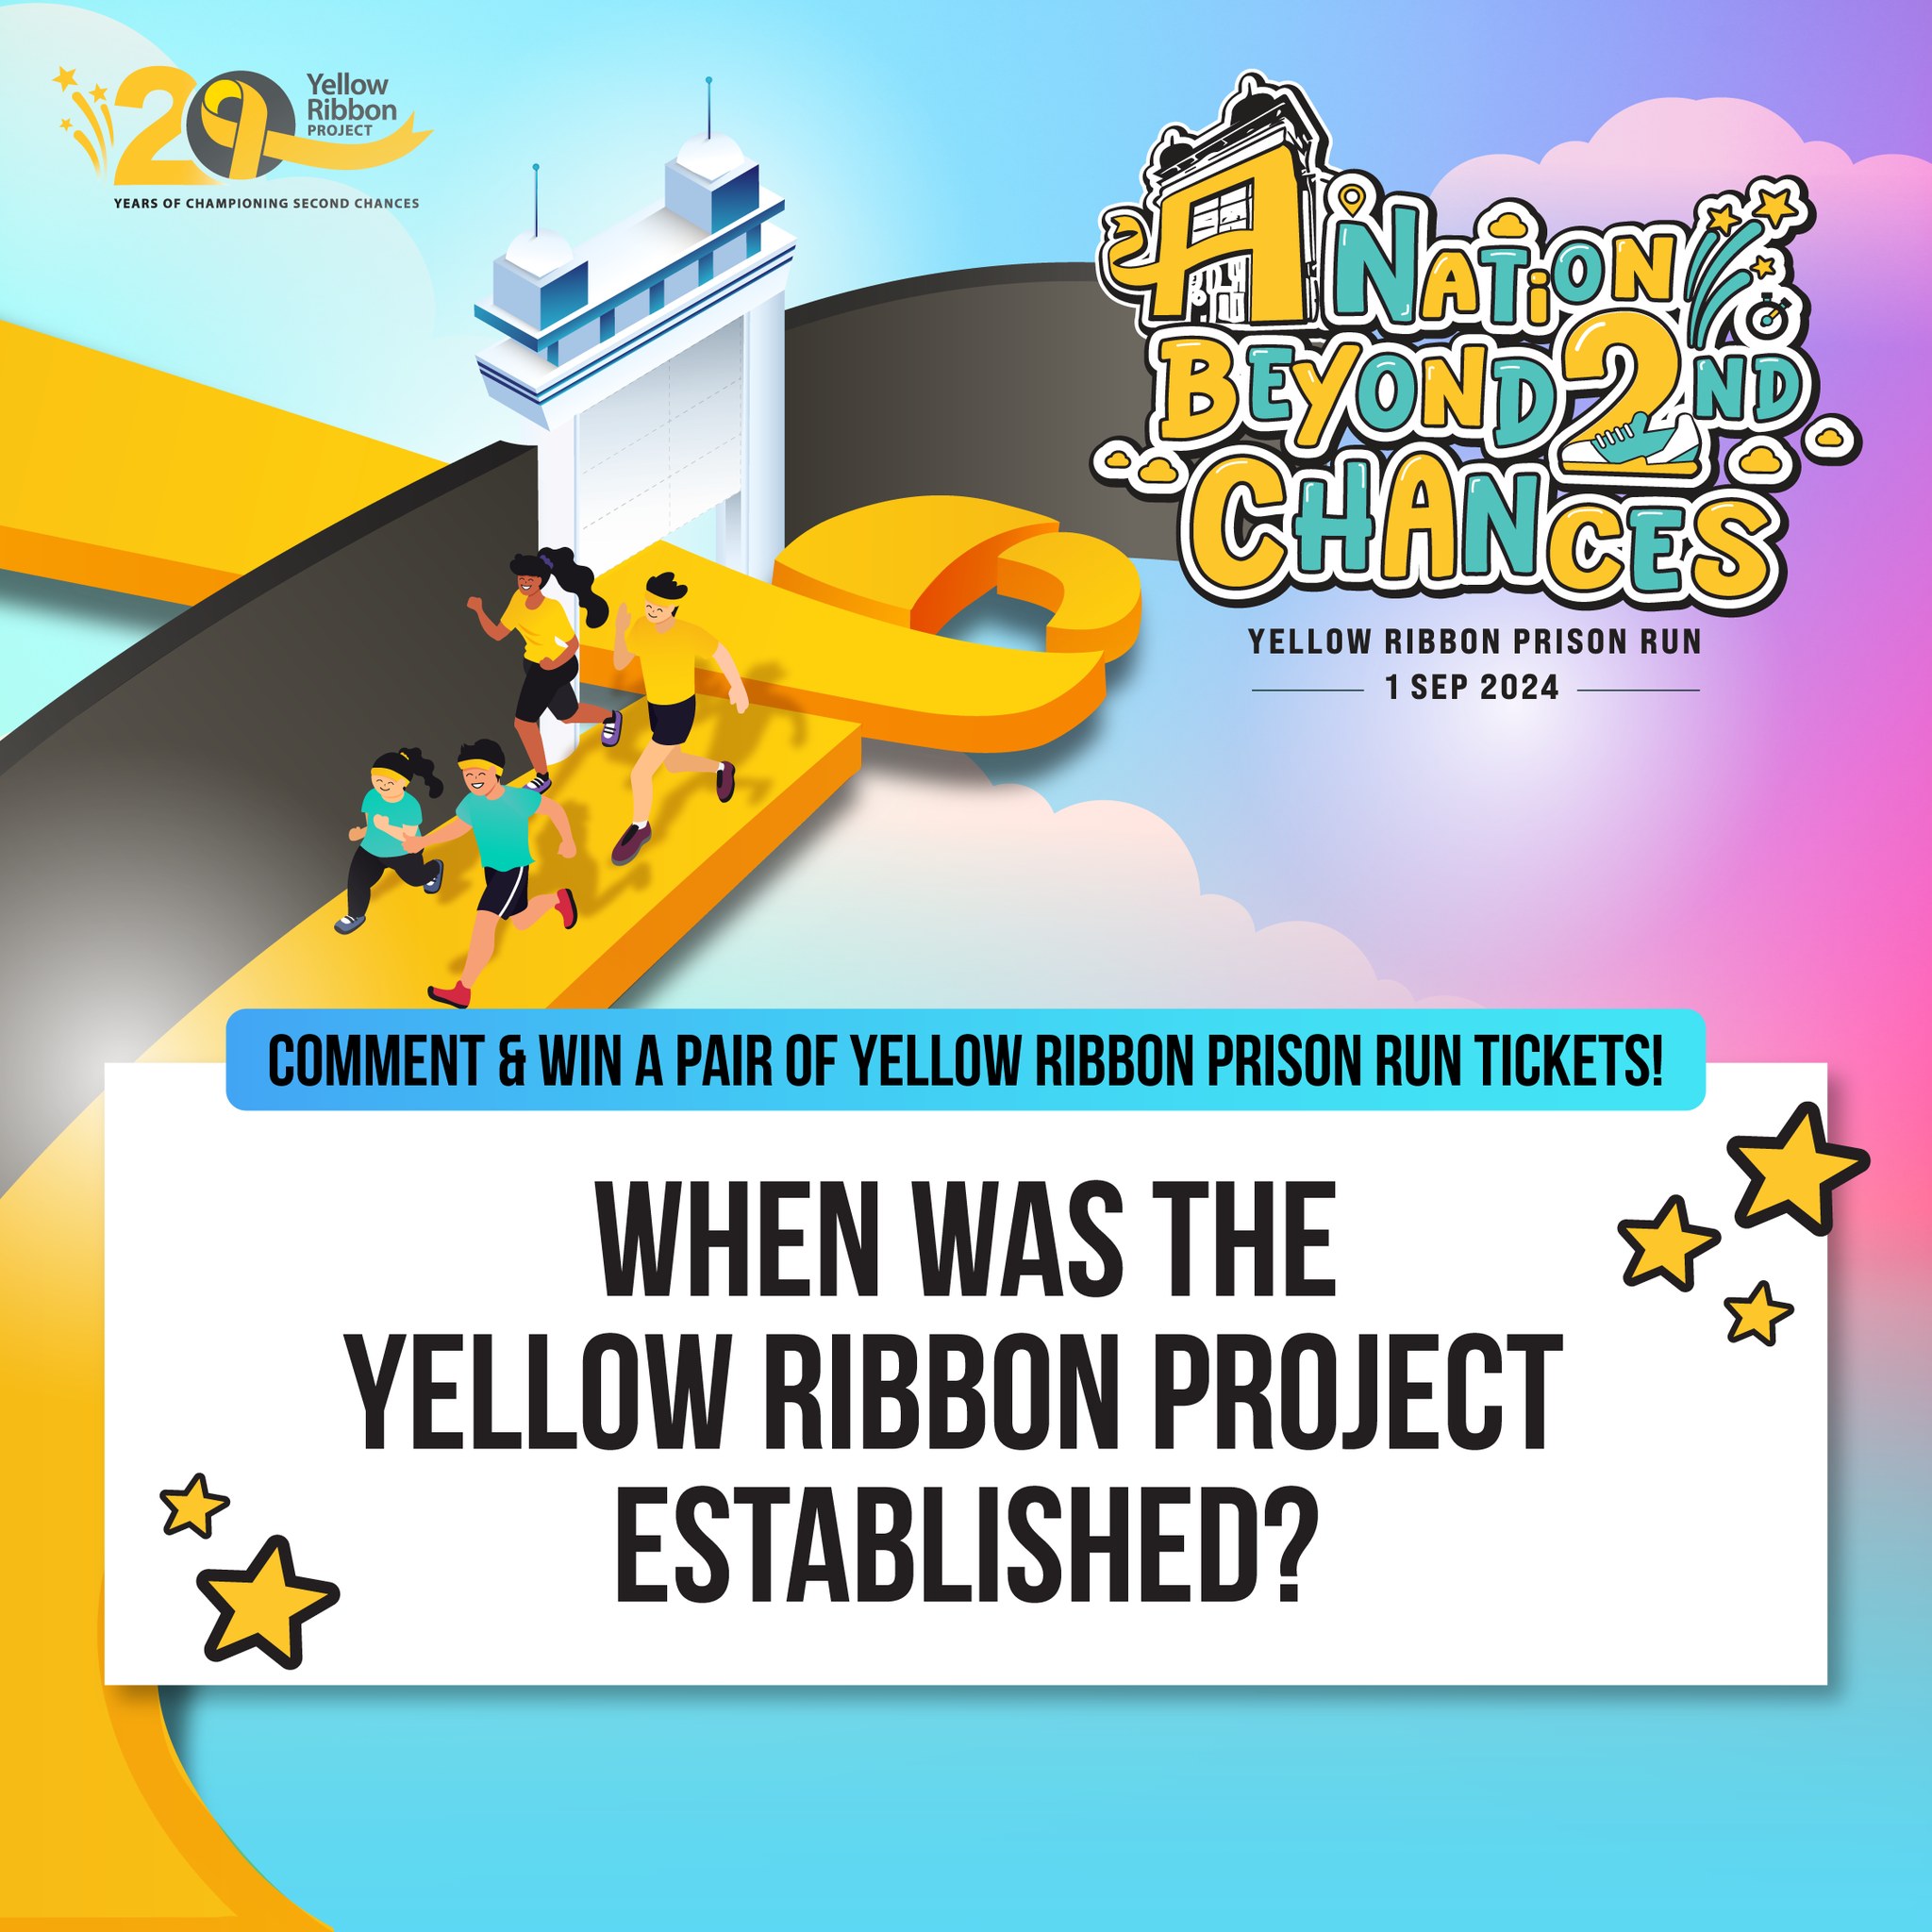 20 Yellow
Ribbon
PROJECT
YEARS OF CHAMPIONING SECOND CHANCES
A NATiON
BEYOND 2ND
CHANCES
YELLOW RIBBON PRISON RUN
1 SEP 2024
COMMENT & WIN A PAIR OF YELLOW RIBBON PRISON RUN TICKETS!
WHEN WAS THE
YELLOW RIBBON PROJECT
ESTABLISHED?